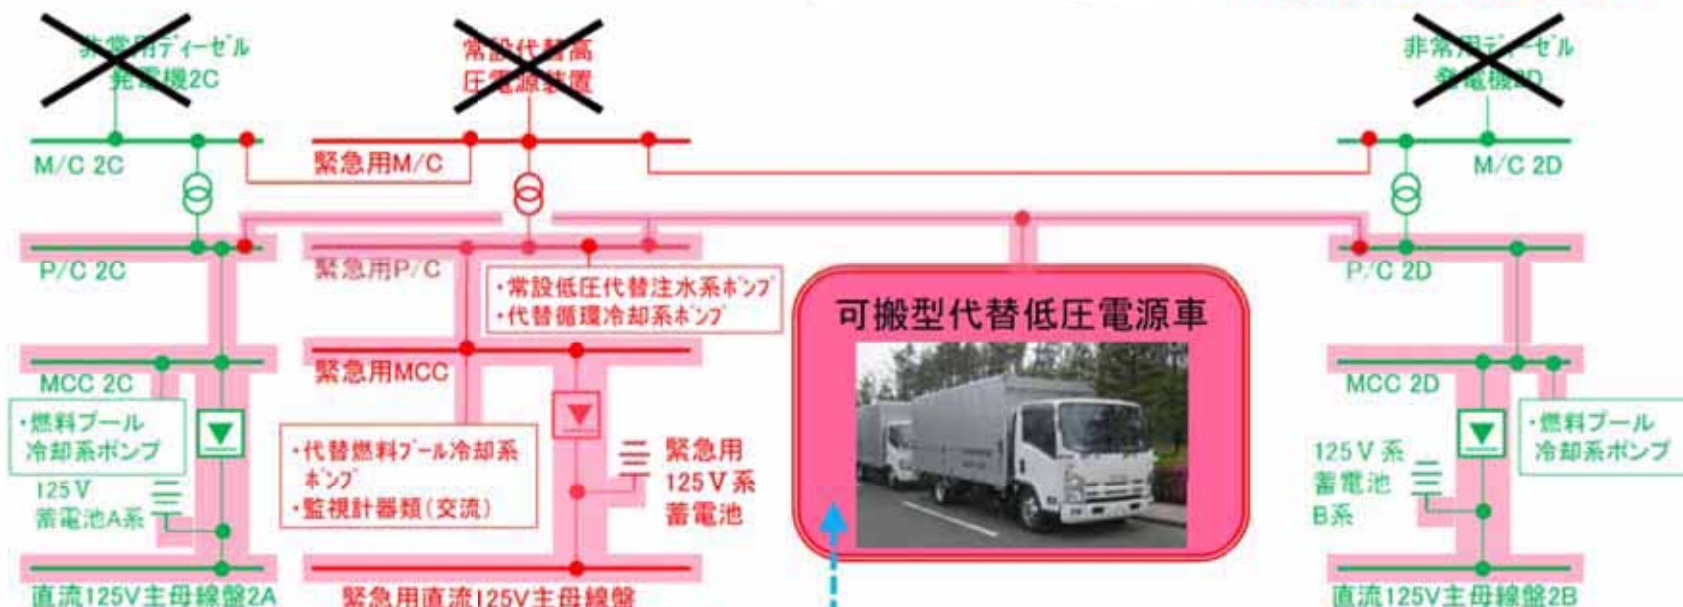 非常用ディーゼル
発電機2C
常設代替高
圧電源装置
非常用ディーゼル
発電機2D
M/C 2C
緊急用M/C
M/C 2D
P/C 2C
緊急用P/C
P/C 2D
・常設低圧代替注水系ポンプ
・代替循環冷却系ポンプ
可搬型代替低圧電源車
MCC 2C
緊急用MCC
MCC 2D
・燃料プール
冷却系ポンプ
・代替燃料プール冷却系
ポンプ
・監視計器類(交流)
緊急用
125V系
蓄電池
125V系
蓄電池
B系
・燃料プール
冷却系ポンプ
125V
蓄電池A系
直流125V主母線盤2A
緊急用直流125V主母線盤
直流125V主母線盤2B